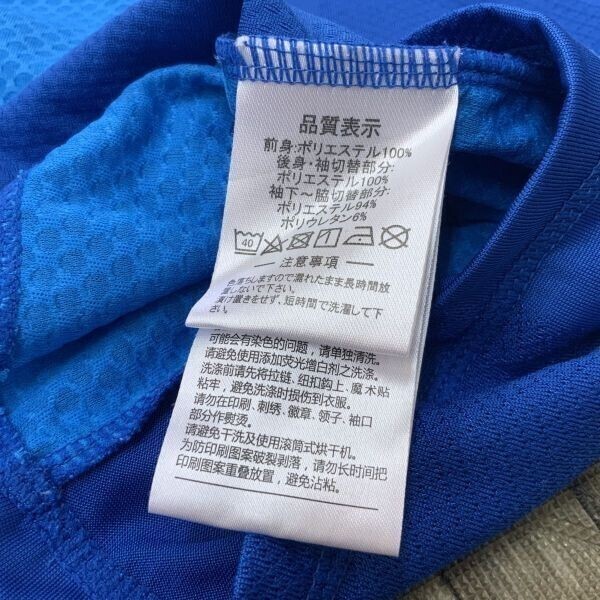 品質表示
前身:ポリエステル100%
後身・袖切替部分:
ポリエステル100%
袖下～脇切替部分:
ポリエステル94%
ポリウレタン6%
40
注意事項
色落ちしますので濡れたまま長時間放
置しないで下さい。
漬け置きをせず、短時間で洗濯して下
さい。
可能会有染色的问题，请单独清洗。
请避免使用添加荧光增白剂之洗涤。
洗涤前请先将拉链、纽扣钩上、魔术贴
粘牢，避免洗涤时损伤到衣服。
请勿在印刷、刺绣、徽章、领子、袖口
部分作熨烫。
请避免干洗及使用滚筒式烘干机。
为防印刷图案破裂剥落，请勿长时间把
印刷图案重叠放置，避免沾粘。